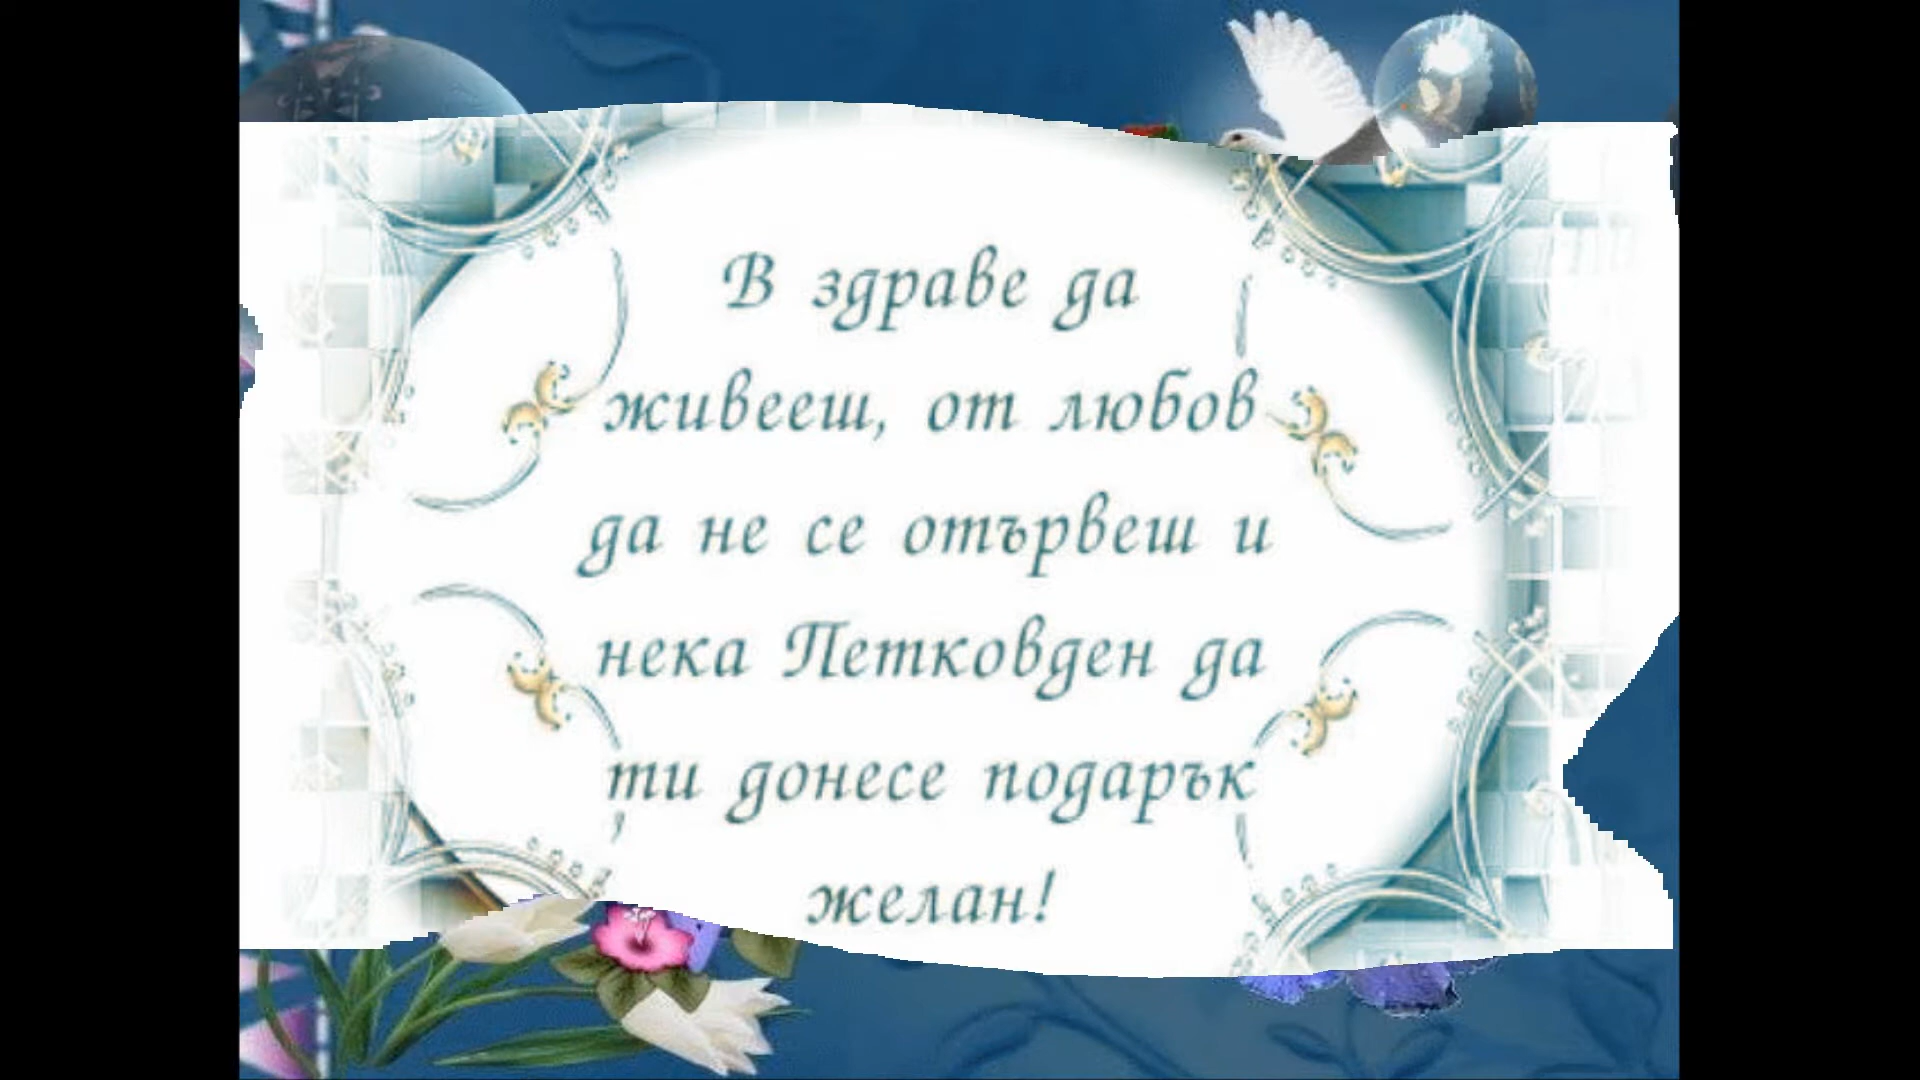 В здраве да
живееш, от любов
да не се отървеш и
нека Петковден да
ти донесе подарък
желан!